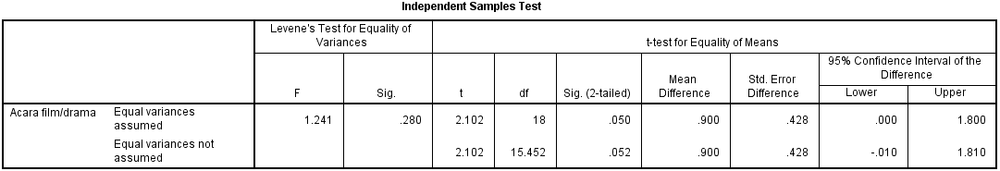 Independent Samples Test
Levene's Test for Equality of Variances
t-test for Equality of Means
F
Sig.
t
df
Sig. (2-tailed)
Mean Difference
Std. Error Difference
95% Confidence Interval of the Difference
Lower
Upper
Acara film/drama Equal variances assumed 1.241 .280 2.102 18 .050 .900 .428 .000 1.800
Equal variances not assumed 2.102 15.452 .052 .900 .428 -.010 1.810